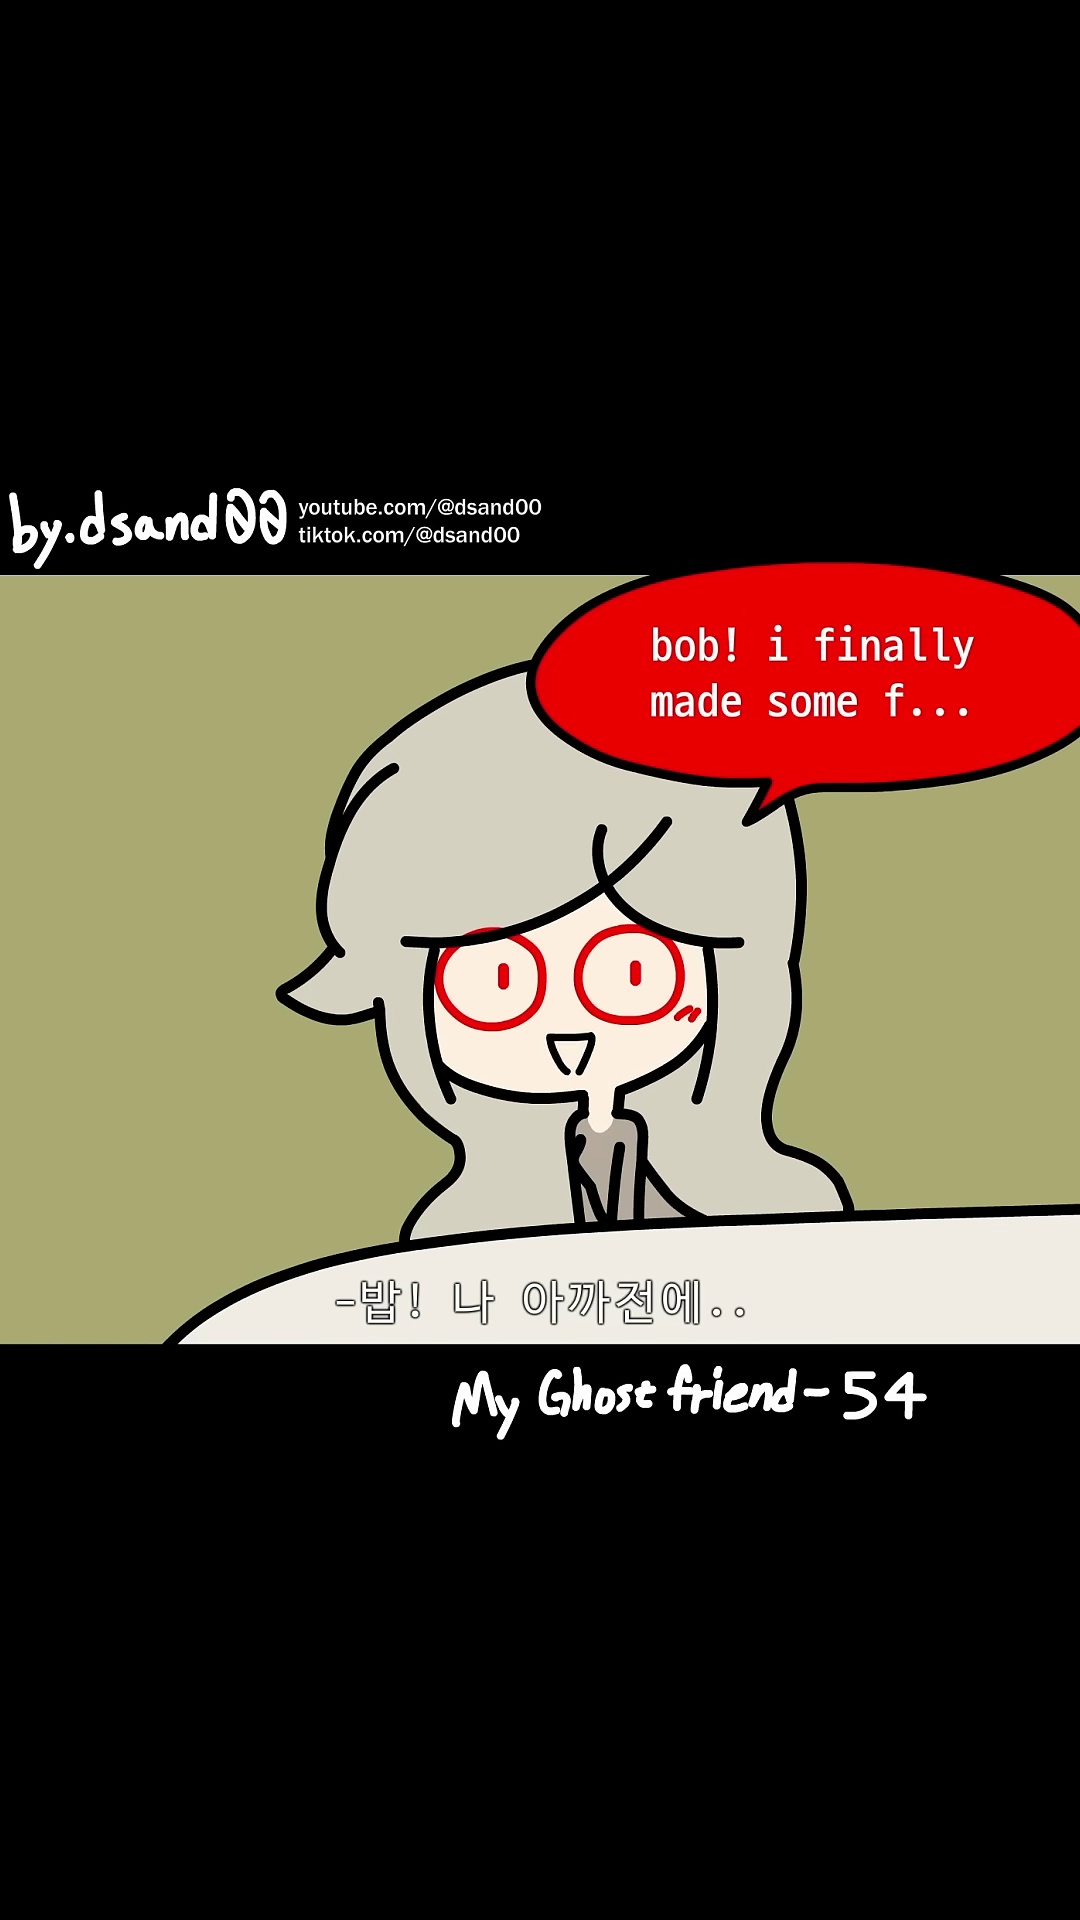 by.dsand00
youtube.com/@dsand00
tiktok.com/@dsand00
bob! i finally
made some f...
-밥! 나 아까전에..
My Ghost friend-54